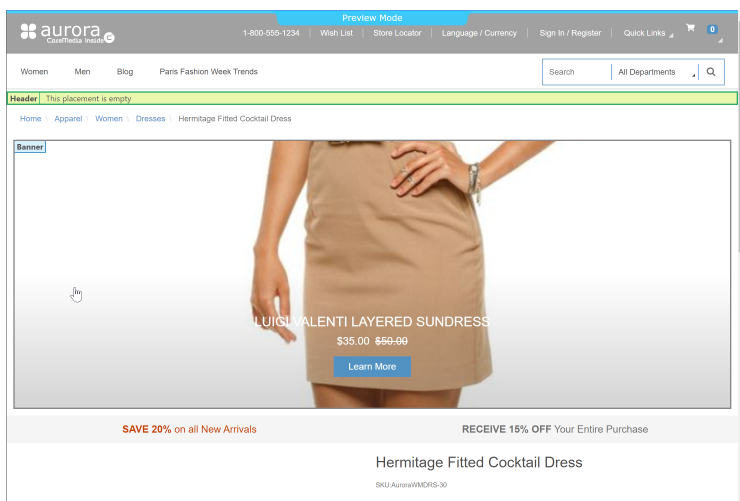 Preview Mode
aurora
CoreMedia Inside
1-800-555-1234 Wish List Store Locator Language / Currency Sign In / Register Quick Links 0
Women Men Blog Paris Fashion Week Trends Search All Departments
Header This placement is empty
Home \ Apparel \ Women \ Dresses \ Hermitage Fitted Cocktail Dress
Banner
LUIGI VALENTI LAYERED SUNDRESS
$35.00 $50.00
Learn More
SAVE 20% on all New Arrivals RECEIVE 15% OFF Your Entire Purchase
Hermitage Fitted Cocktail Dress
SKU:AuroraWMDRS-30